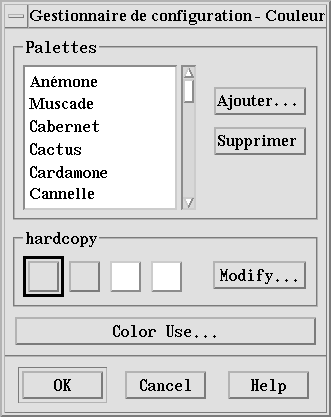 Gestionnaire de configuration - Couleur
Palettes
Anémone
Muscade
Cabernet
Cactus
Cardamone
Cannelle
Ajouter...
Supprimer
hardcopy
Modify...
Color Use...
OK
Cancel
Help